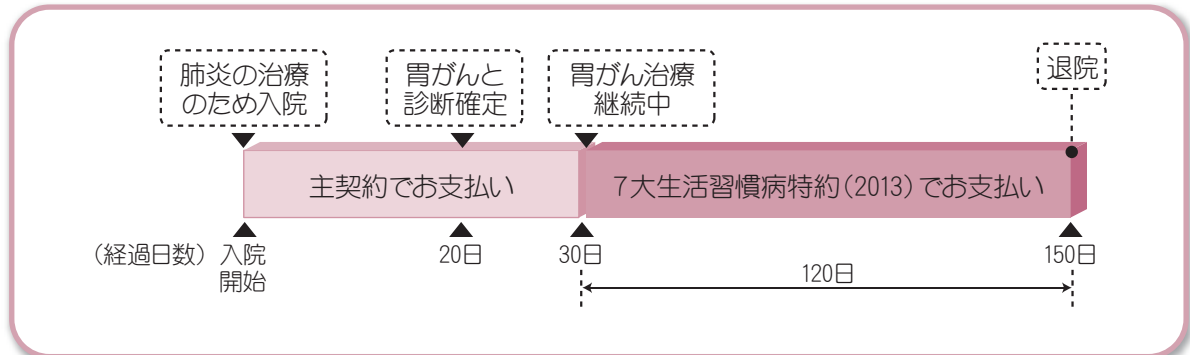 肺炎の治療
のため入院
胃がんと
診断確定
胃がん治療
継続中
退院
主契約でお支払い
7大生活習慣病特約(2013)でお支払い
(経過日数)
入院
開始
20日
30日
150日
120日